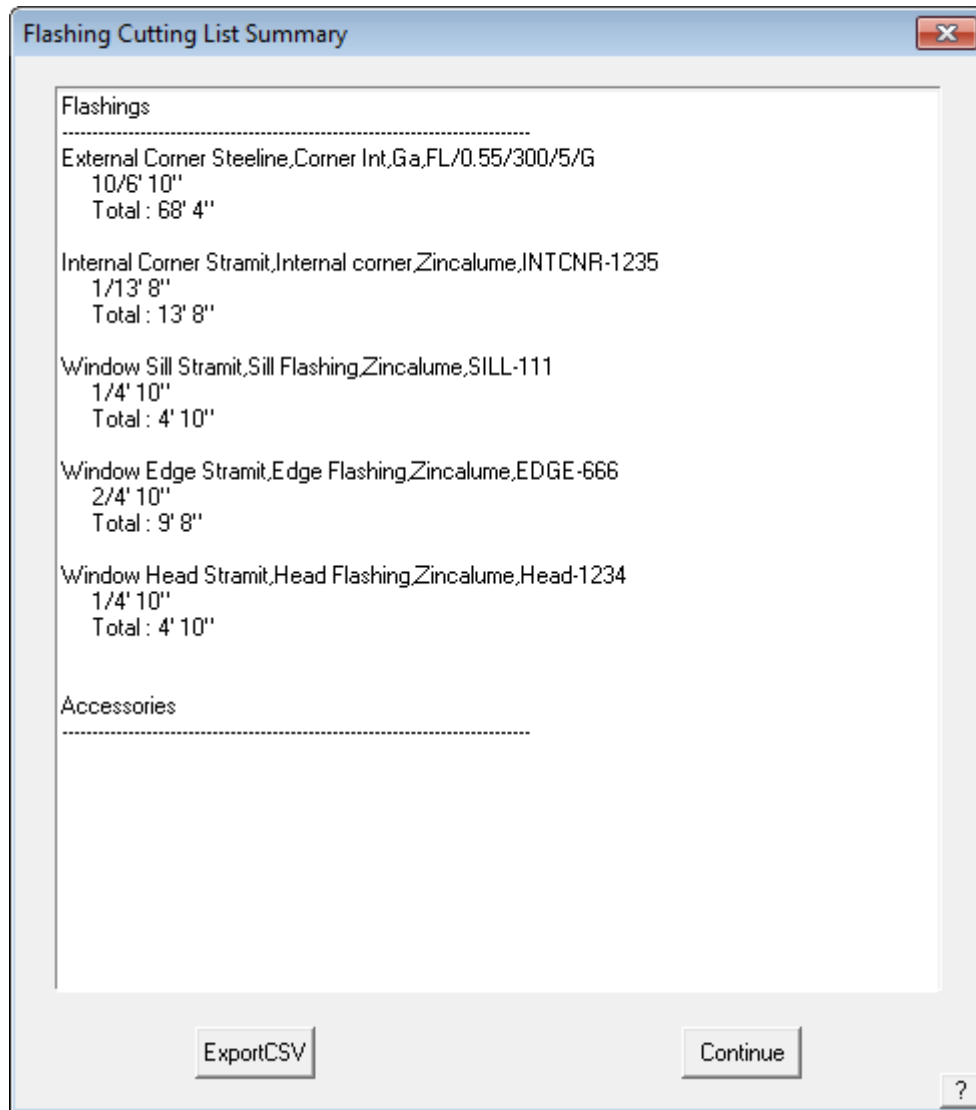 Flashing Cutting List Summary
Flashings
------------------------------------------------------------------------------
External Corner Steeline,Corner Int,Ga,FL/0.55/300/5/G
10/6' 10"
Total : 68' 4"
Internal Corner Stramit,Internal corner,Zincalume,INTCNR-1235
1/13' 8"
Total : 13' 8"
Window Sill Stramit,Sill Flashing,Zincalume,SILL-111
1/4' 10"
Total : 4' 10"
Window Edge Stramit,Edge Flashing,Zincalume,EDGE-666
2/4' 10"
Total : 9' 8"
Window Head Stramit,Head Flashing,Zincalume,Head-1234
1/4' 10"
Total : 4' 10"
Accessories
------------------------------------------------------------------------------
ExportCSV
Continue
?